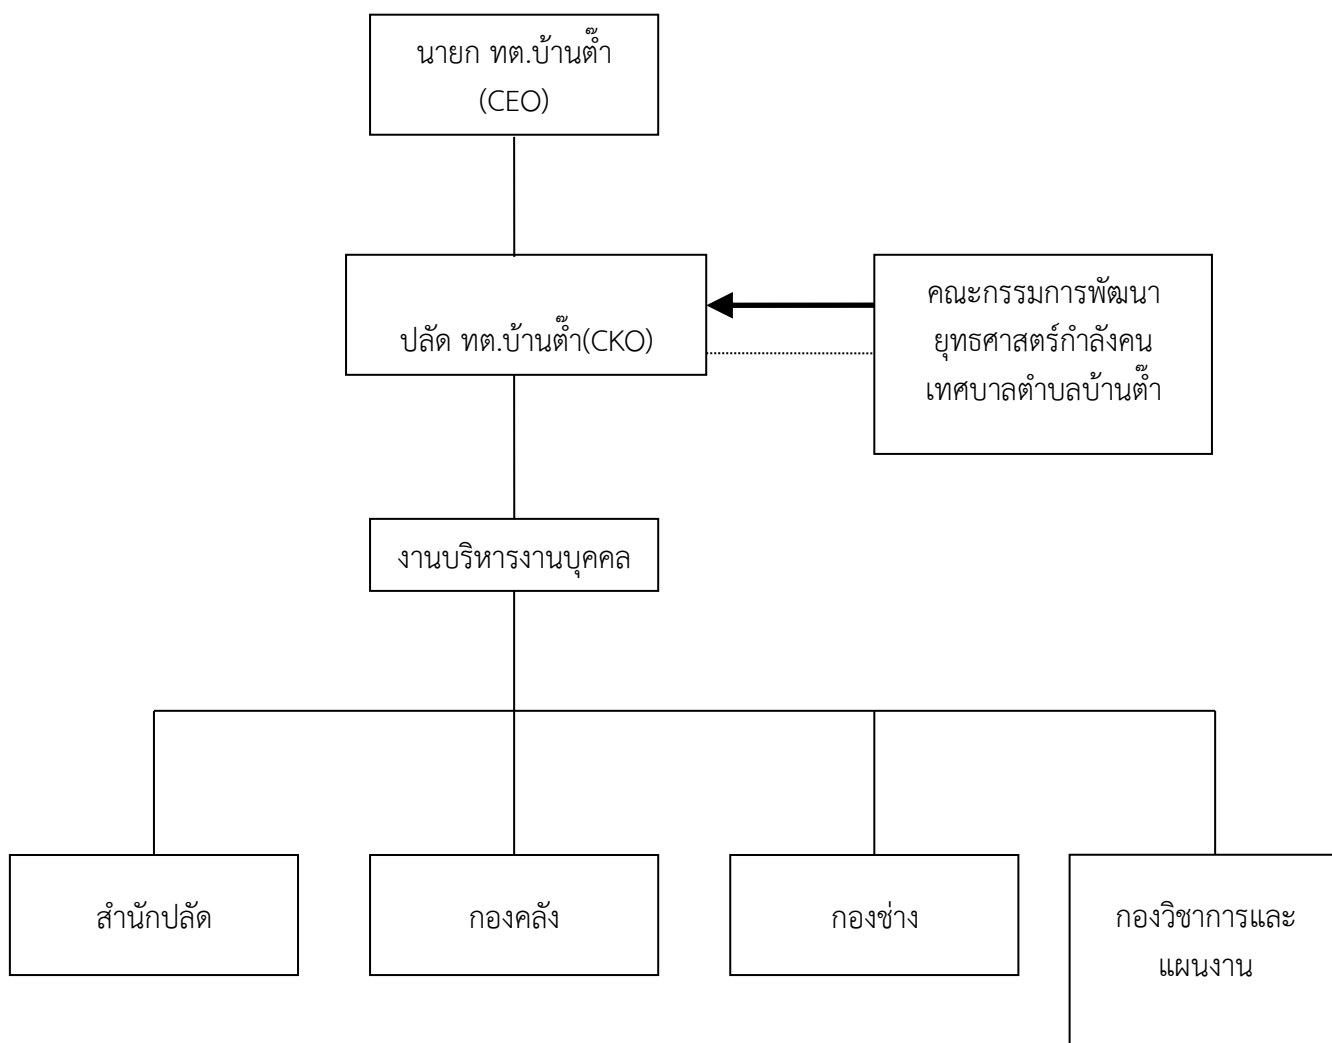 นายก ทต.บ้านต๊ำ
(CEO)
ปลัด ทต.บ้านต๊ำ(CKO)
คณะกรรมการพัฒนา
ยุทธศาสตร์กำลังคน
เทศบาลตำบลบ้านต๊ำ
งานบริหารงานบุคคล
สำนักปลัด
กองคลัง
กองช่าง
กองวิชาการและ
แผนงาน